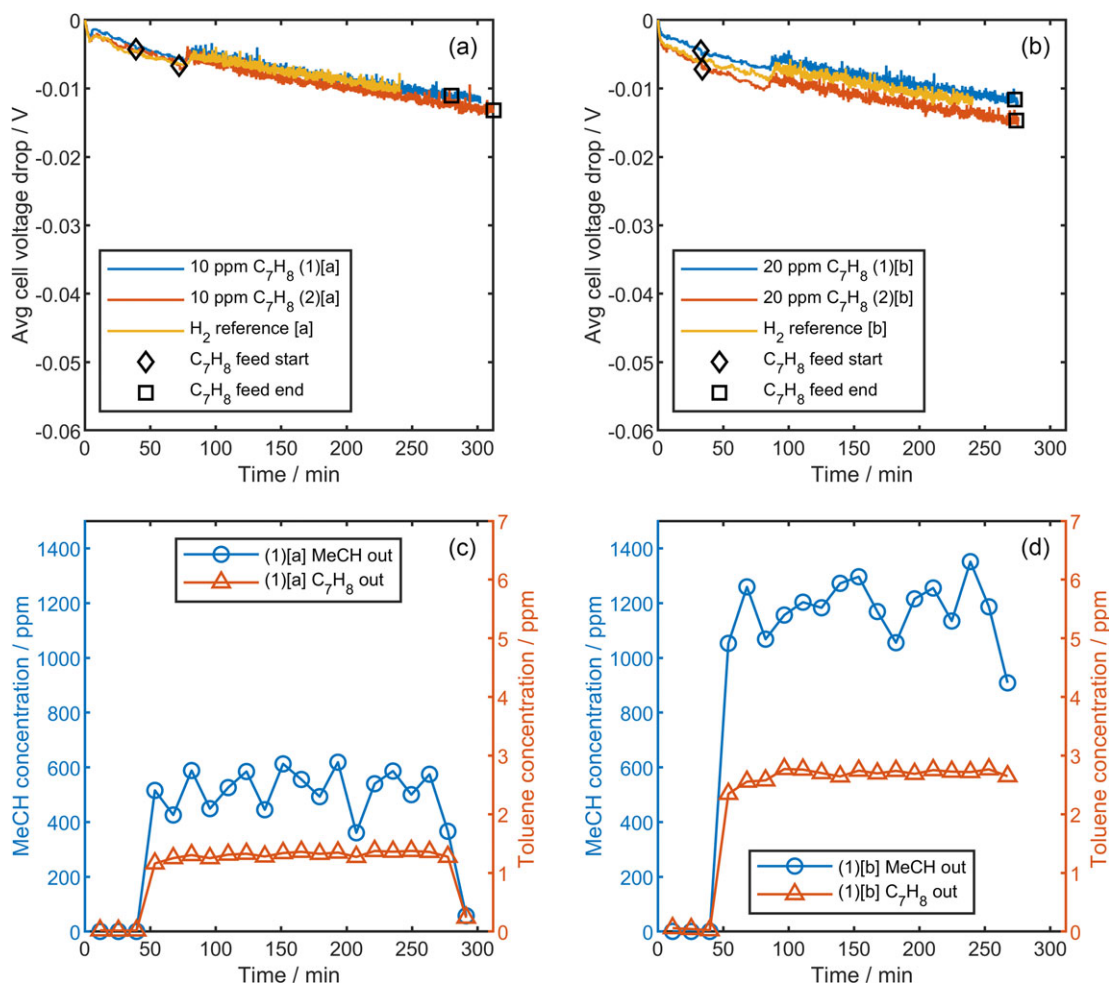 (a)
0
-0.01
-0.02
-0.03
-0.04
-0.05
-0.06
Avg cell voltage drop / V
10 ppm C7H8 (1)[a]
10 ppm C7H8 (2)[a]
H2 reference [a]
C7H8 feed start
C7H8 feed end
0 50 100 150 200 250 300
Time / min
(b)
0
-0.01
-0.02
-0.03
-0.04
-0.05
-0.06
Avg cell voltage drop / V
20 ppm C7H8 (1)[b]
20 ppm C7H8 (2)[b]
H2 reference [b]
C7H8 feed start
C7H8 feed end
0 50 100 150 200 250 300
Time / min
(c)
1400
1200
1000
800
600
400
200
0
MeCH concentration / ppm
(1)[a] MeCH out
(1)[a] C7H8 out
7
6
5
4
3
2
1
0
Toluene concentration / ppm
0 50 100 150 200 250 300
Time / min
(d)
1400
1200
1000
800
600
400
200
0
MeCH concentration / ppm
(1)[b] MeCH out
(1)[b] C7H8 out
7
6
5
4
3
2
1
0
Toluene concentration / ppm
0 50 100 150 200 250 300
Time / min